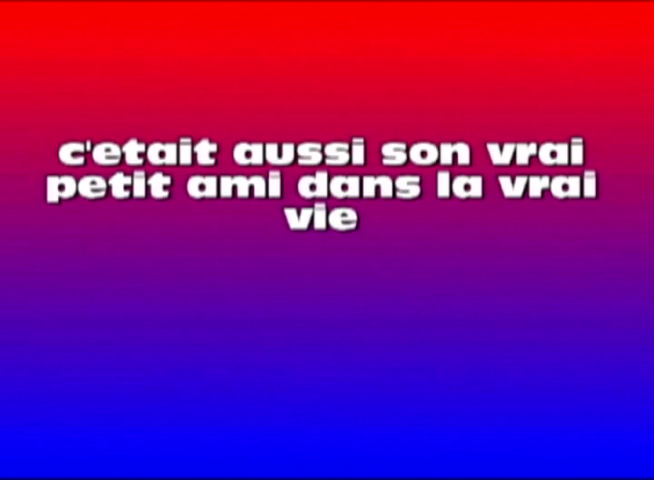 c'etait aussi son vrai
petit ami dans la vrai
vie